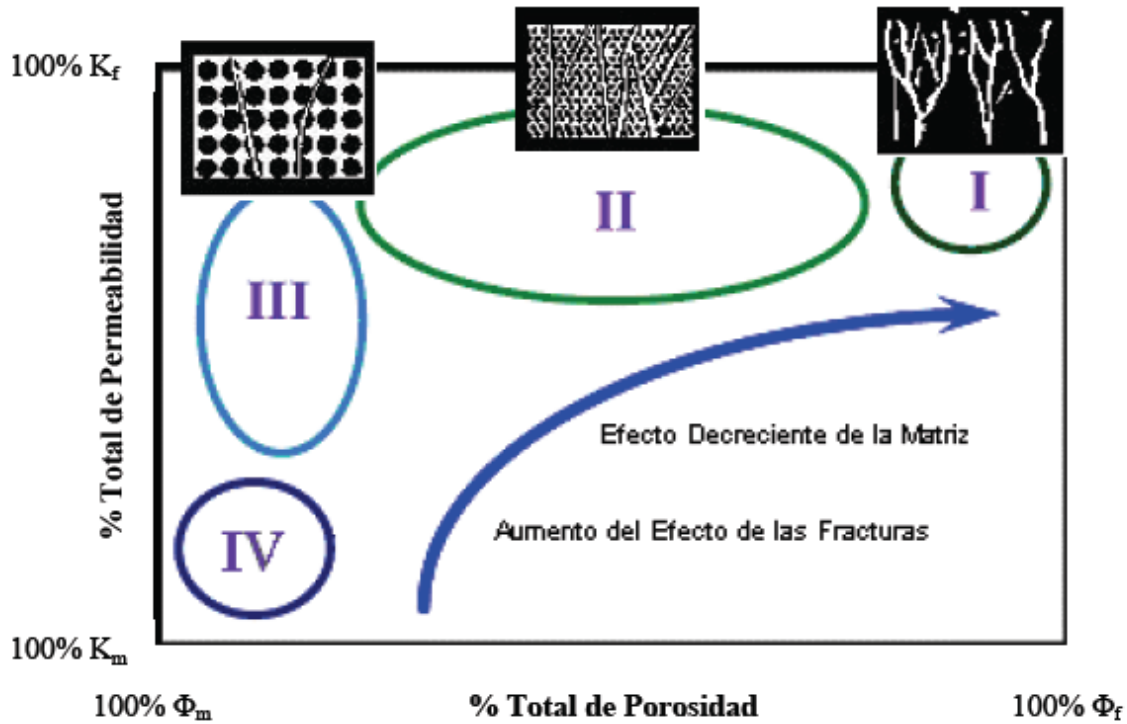 100% Kf
II
I
III
% Total de Permeabilidad
Efecto Decreciente de la Matriz
Aumento del Efecto de las Fracturas
IV
100% Km
100% Φm
% Total de Porosidad
100% Φf